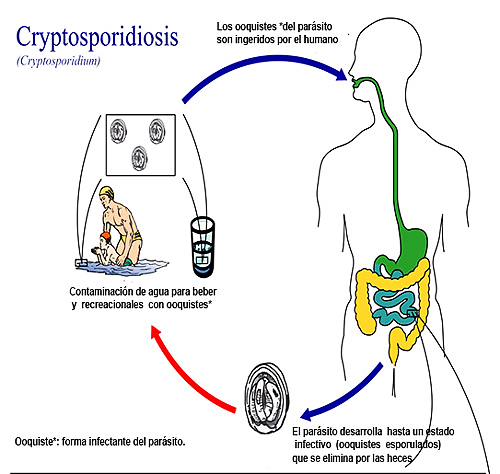 Cryptosporidiosis
(Cryptosporidium)
Los ooquistes *del parásito
son ingeridos por el humano
Contaminación de agua para beber
y recreacionales con ooquistes*
El parásito desarrolla hasta un estado
infectivo (ooquistes esporulados)
que se elimina por las heces
Ooquiste*: forma infectante del parásito.